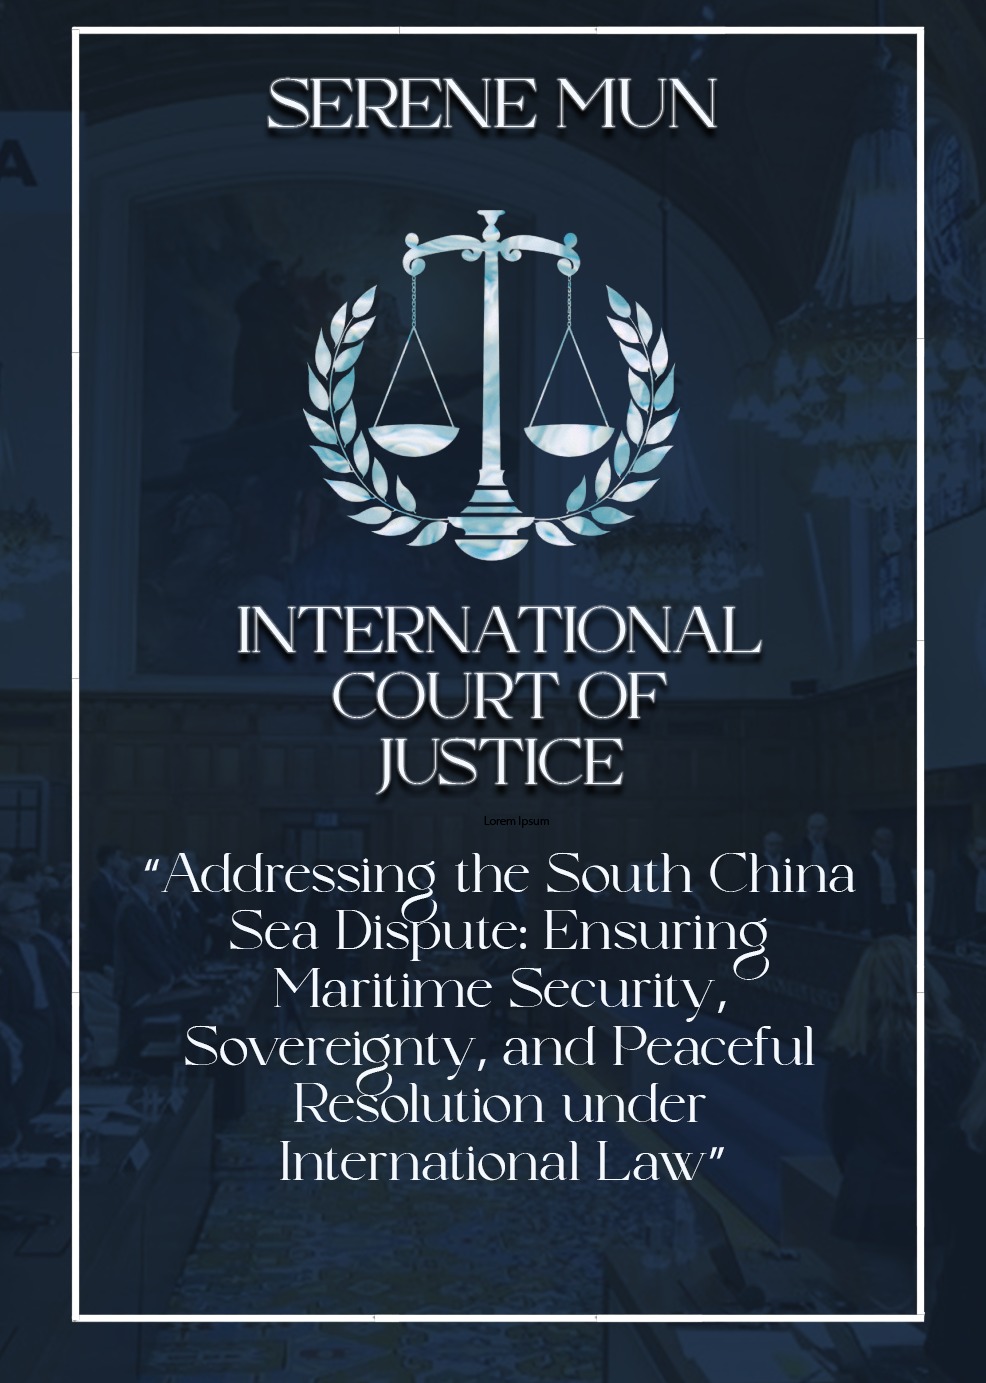 SERENE MUN
A
INTERNATIONAL
COURT OF
JUSTICE
Lorem Ipsum
“Addressing the South China
Sea Dispute: Ensuring
Maritime Security,
Sovereignty, and Peaceful
Resolution under
International Law”